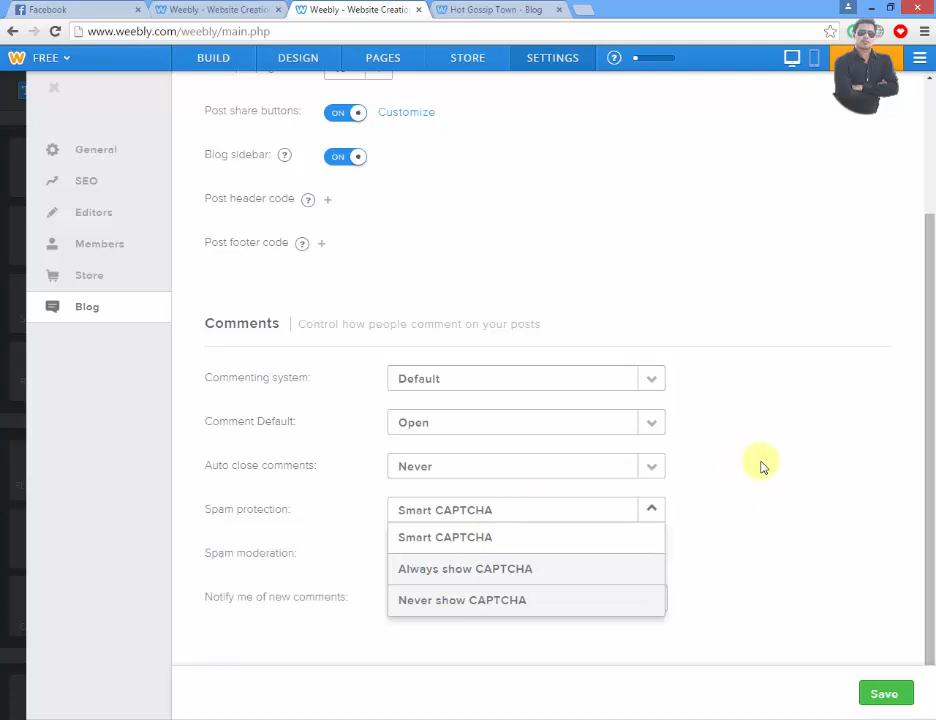 Facebook
Weebly - Website Creation
Weebly - Website Creatio
Hot Gossip Town - Blog
www.weebly.com/weebly/main.php
FREE
BUILD
DESIGN
PAGES
STORE
SETTINGS
?
Post share buttons:
ON
Customize
Blog sidebar:
?
ON
Post header code
?
+
Post footer code
?
+
General
SEO
Editors
Members
Store
Blog
Comments
Control how people comment on your posts
Commenting system:
Default
Comment Default:
Open
Auto close comments:
Never
Spam protection:
Smart CAPTCHA
Smart CAPTCHA
Always show CAPTCHA
Never show CAPTCHA
Spam moderation:
Notify me of new comments:
Save